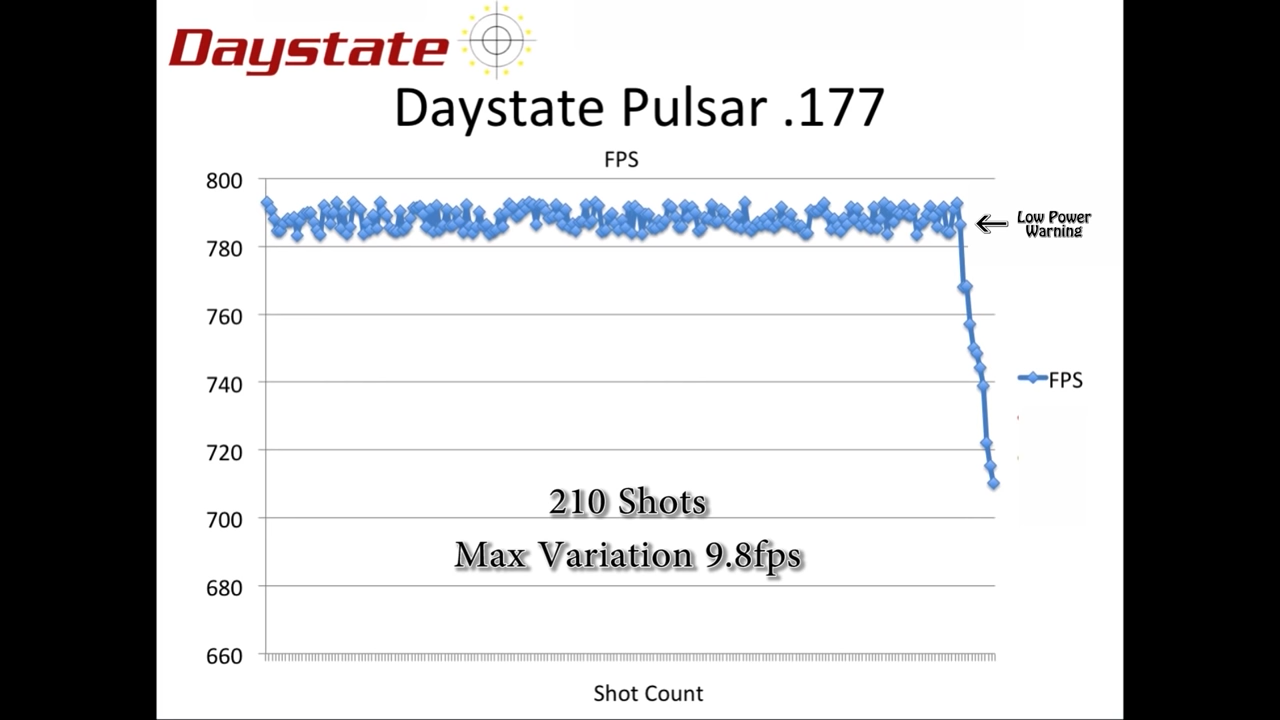 Daystate
Daystate Pulsar .177
FPS
800
780
760
740
720
700
680
660
Low Power
Warning
FPS
210 Shots
Max Variation 9.8fps
Shot Count